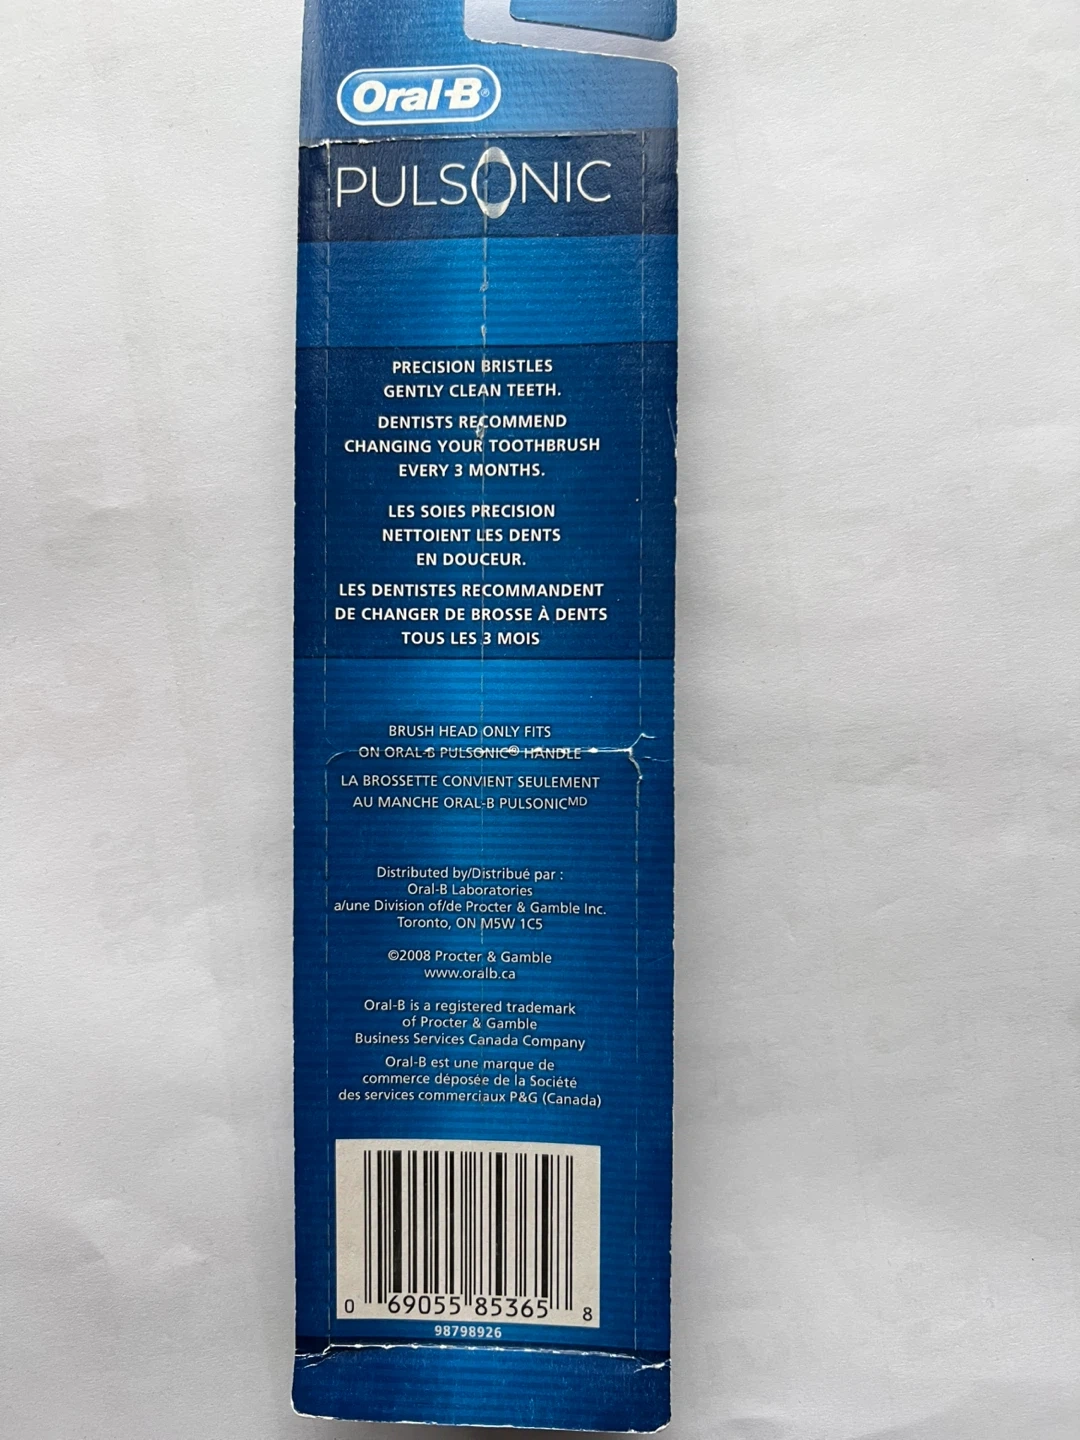 Oral-B®
PULSONIC
PRECISION BRISTLES
GENTLY CLEAN TEETH.
DENTISTS RECOMMEND
CHANGING YOUR TOOTHBRUSH
EVERY 3 MONTHS.
LES SOIES PRECISION
NETTOIENT LES DENTS
EN DOUCEUR.
LES DENTISTES RECOMMANDENT
DE CHANGER DE BROSSE À DENTS
TOUS LES 3 MOIS
BRUSH HEAD ONLY FITS
ON ORAL-B PULSONIC® HANDLE
LA BROSSETTE CONVIENT SEULEMENT
AU MANCHE ORAL-B PULSONICMD
Distributed by/Distribué par :
Oral-B Laboratories
a/une Division of/de Procter & Gamble Inc.
Toronto, ON M5W 1C5
©2008 Procter & Gamble
www.oralb.ca
Oral-B is a registered trademark
of Procter & Gamble
Business Services Canada Company
Oral-B est une marque de
commerce déposée de la Société
des services commerciaux P&G (Canada)
0 69055 85365 8
98798926